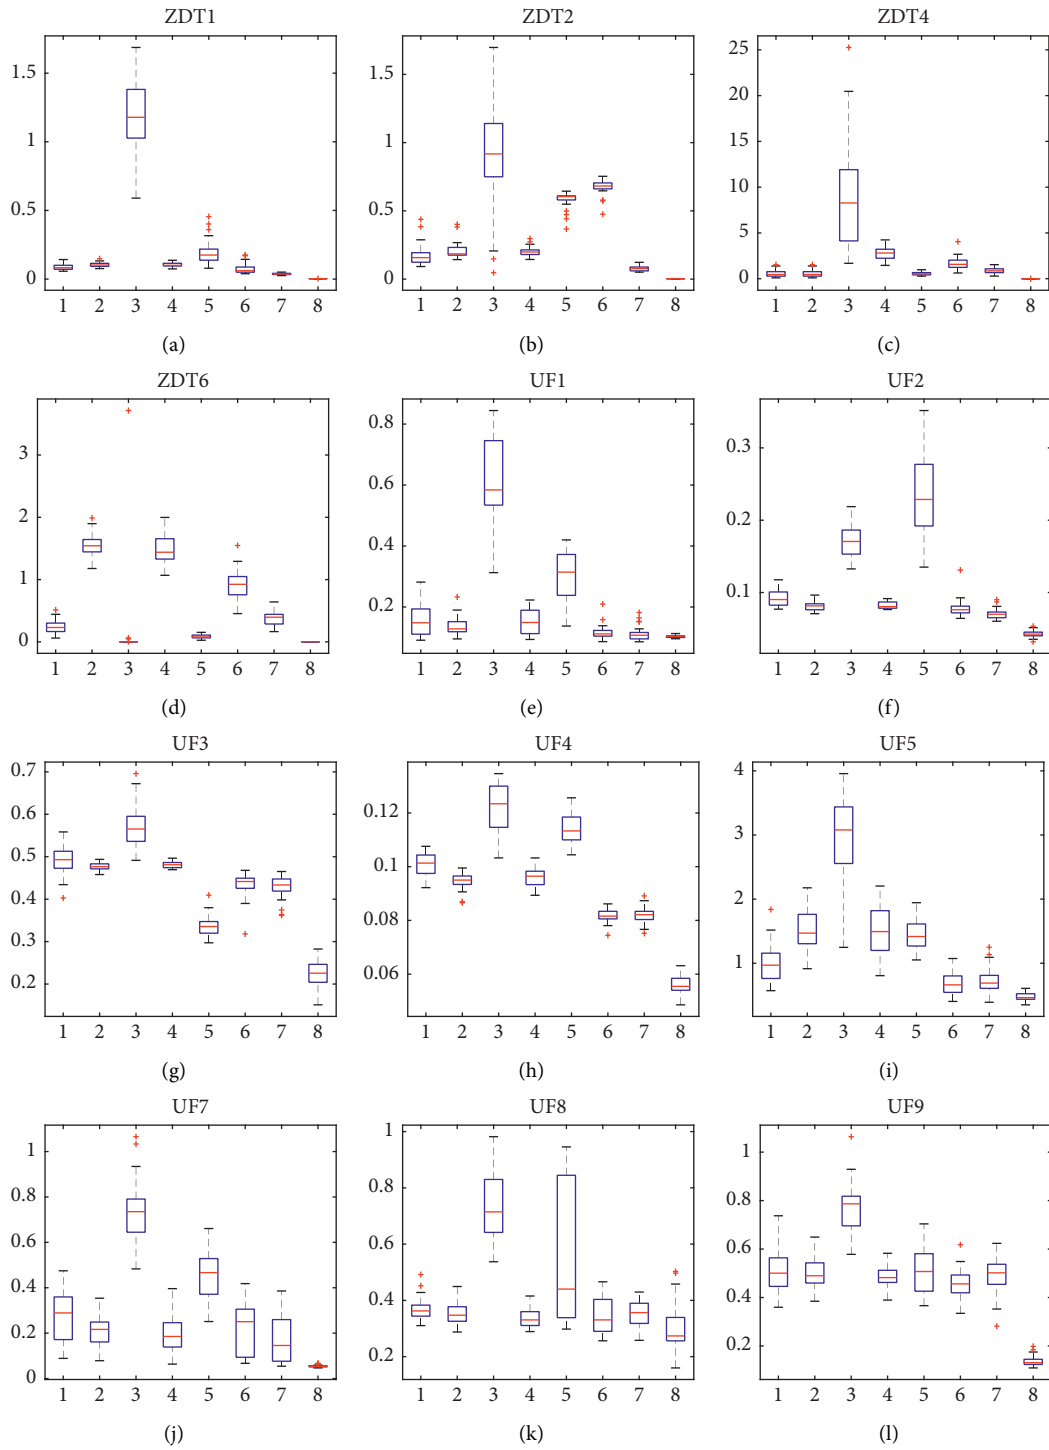 ZDT1 ZDT2 ZDT4
1.5
1
0.5
0
1 2 3 4 5 6 7 8
(a)
1.5
1
0.5
0
1 2 3 4 5 6 7 8
(b)
25
20
15
10
5
0
1 2 3 4 5 6 7 8
(c)
ZDT6 UF1 UF2
3
2
1
0
1 2 3 4 5 6 7 8
(d)
0.8
0.6
0.4
0.2
1 2 3 4 5 6 7 8
(e)
0.3
0.2
0.1
1 2 3 4 5 6 7 8
(f)
UF3 UF4 UF5
0.7
0.6
0.5
0.4
0.3
0.2
1 2 3 4 5 6 7 8
(g)
0.12
0.1
0.08
0.06
1 2 3 4 5 6 7 8
(h)
4
3
2
1
1 2 3 4 5 6 7 8
(i)
UF7 UF8 UF9
1
0.8
0.6
0.4
0.2
0
1 2 3 4 5 6 7 8
(j)
1
0.8
0.6
0.4
0.2
1 2 3 4 5 6 7 8
(k)
1
0.8
0.6
0.4
0.2
1 2 3 4 5 6 7 8
(l)